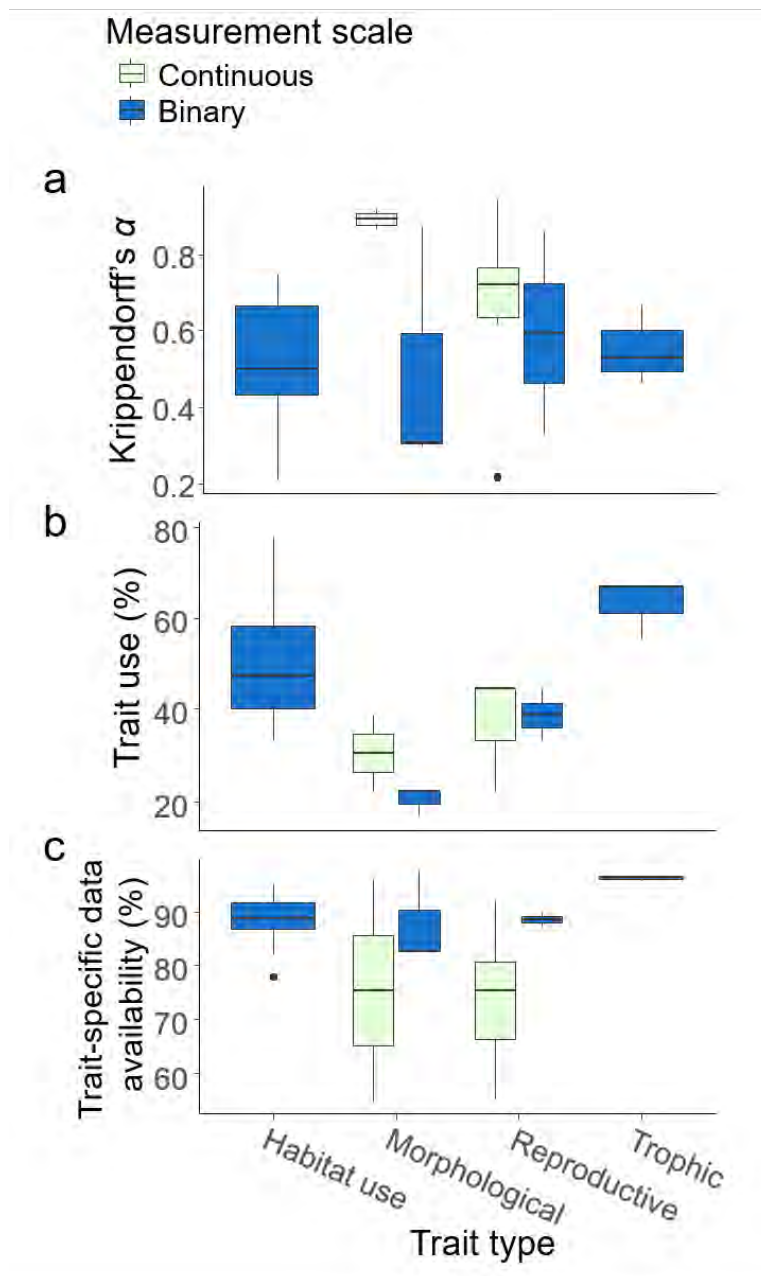 Measurement scale
Continuous
Binary
a
Krippendorff's α
0.8
0.6
0.4
0.2
b
Trait use (%)
80
60
40
20
c
Trait-specific data
availability (%)
90
80
70
60
Habitat use
Morphological
Reproductive
Trophic
Trait type